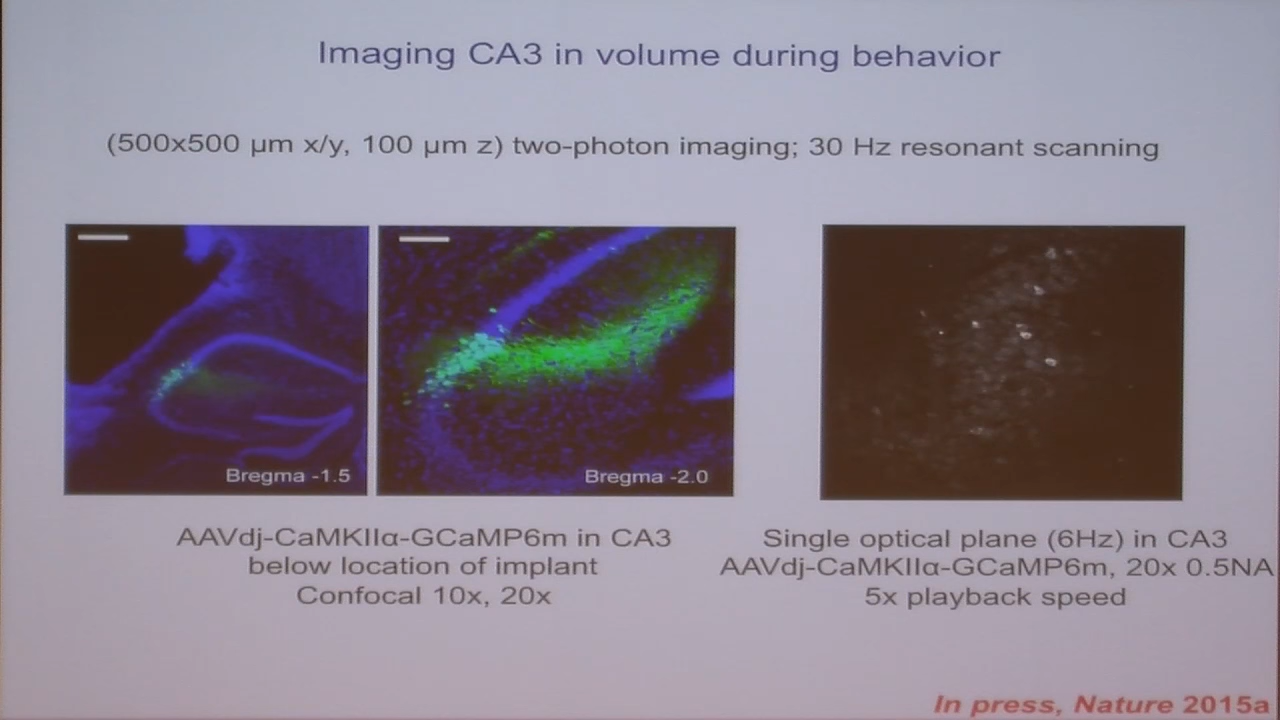 Imaging CA3 in volume during behavior
(500x500 µm x/y, 100 µm z) two-photon imaging; 30 Hz resonant scanning
Bregma -1.5
Bregma -2.0
AAVdj-CaMKIIα-GCaMP6m in CA3
below location of implant
Confocal 10x, 20x
Single optical plane (6Hz) in CA3
AAVdj-CaMKIIα-GCaMP6m, 20x 0.5NA
5x playback speed
In press, Nature 2015a